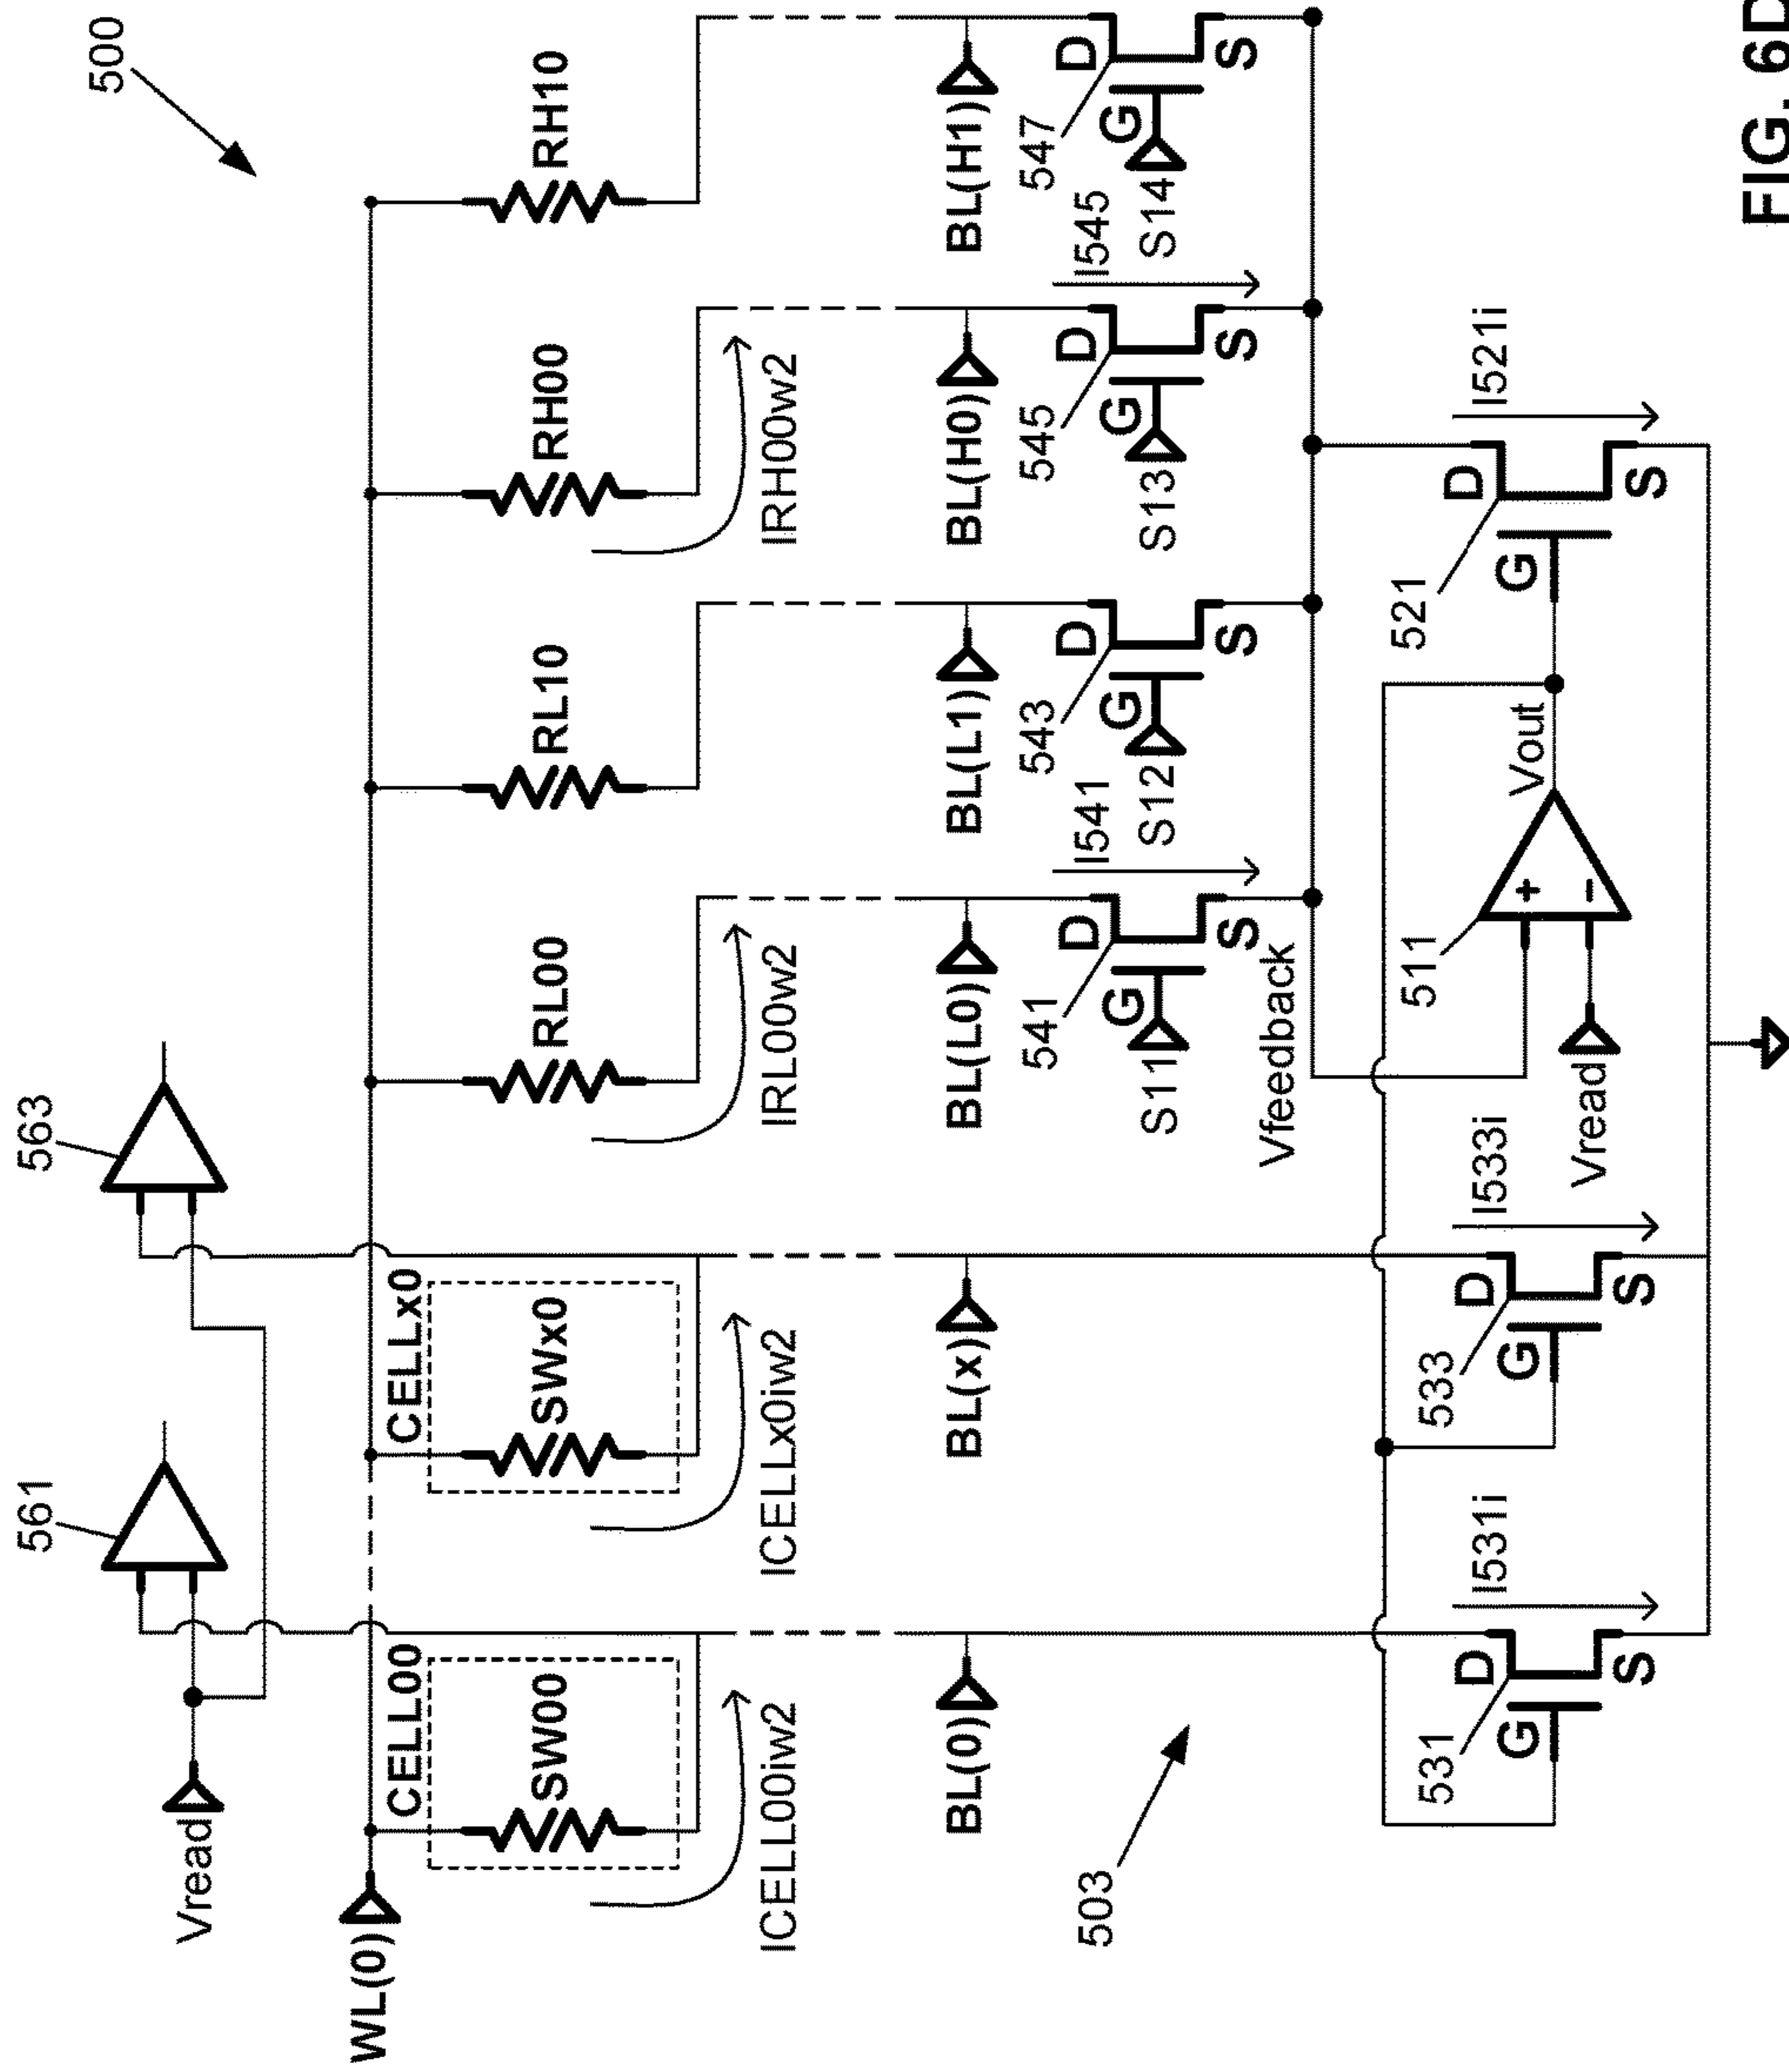 500
561
563
Vread
WL(0)
CELL00
CELLx0
SW00
SWx0
RL00
RL10
RH00
RH10
ICELL00iw2
ICELLx0iw2
IRL00w2
IRH00w2
BL(0)
BL(x)
BL(L0)
BL(L1)
BL(H0)
BL(H1)
503
541
D
G
S
S11
I541
543
D
G
S
S12
545
D
G
S
S13
I545
547
D
G
S
S14
Vfeedback
531
D
G
S
I531i
533
D
G
S
I533i
511
+
−
Vread
Vout
521
D
G
S
I521i
FIG. 6D